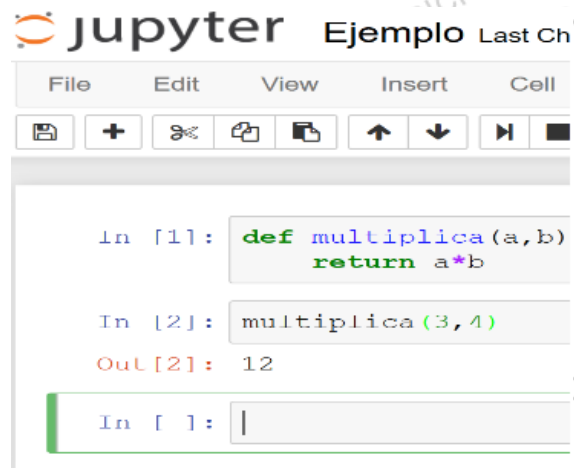 jupyter Ejemplo Last Ch
File Edit View Insert Cell
In [1]: def multiplica(a,b)
return a*b
In [2]: multiplica(3,4)
Out[2]: 12
In [ ]: